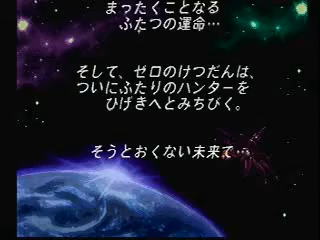 まったくことなる
ふたつの運命…
そして、ゼロのけつだんは、
ついにふたりのハンターを
ひげきへとみちびく。
そうとおくない未来で…